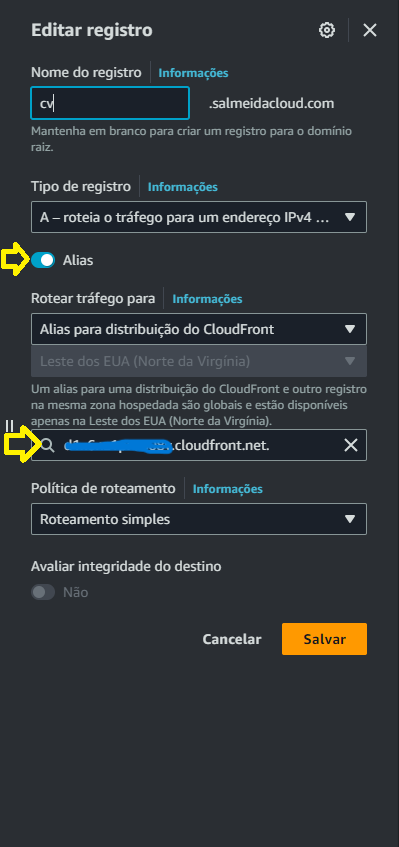 Editar registro
Nome do registro Informações
cv .salmeidacloud.com
Mantenha em branco para criar um registro para o domínio
raiz.
Tipo de registro Informações
A – roteia o tráfego para um endereço IPv4 ...
Alias
Rotear tráfego para Informações
Alias para distribuição do CloudFront
Leste dos EUA (Norte da Virgínia)
Um alias para uma distribuição do CloudFront e outro registro
na mesma zona hospedada são globais e estão disponíveis
apenas na Leste dos EUA (Norte da Virgínia).
.cloudfront.net.
Política de roteamento Informações
Roteamento simples
Avaliar integridade do destino
Não
Cancelar Salvar